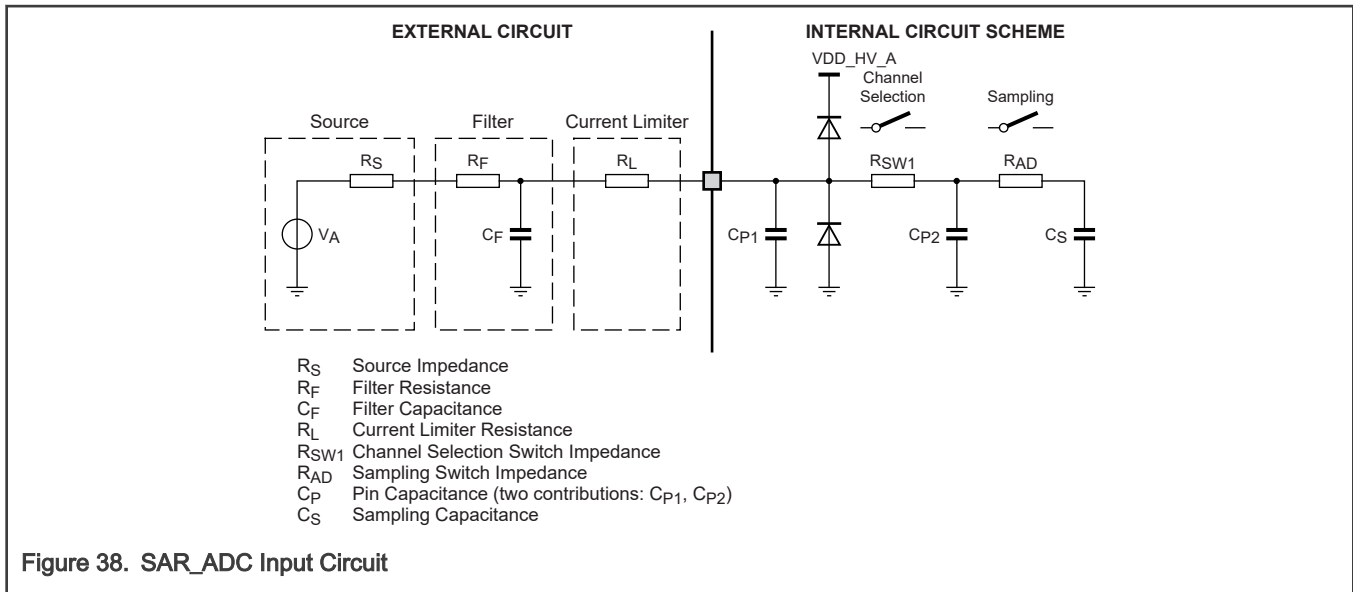 EXTERNAL CIRCUIT
INTERNAL CIRCUIT SCHEME
VDD_HV_A
Channel
Selection
Sampling
Source
Filter
Current Limiter
RS
RF
RL
RSW1
RAD
VA
CF
CP1
CP2
CS
RS Source Impedance
RF Filter Resistance
CF Filter Capacitance
RL Current Limiter Resistance
RSW1 Channel Selection Switch Impedance
RAD Sampling Switch Impedance
CP Pin Capacitance (two contributions: CP1, CP2)
CS Sampling Capacitance
Figure 38. SAR_ADC Input Circuit